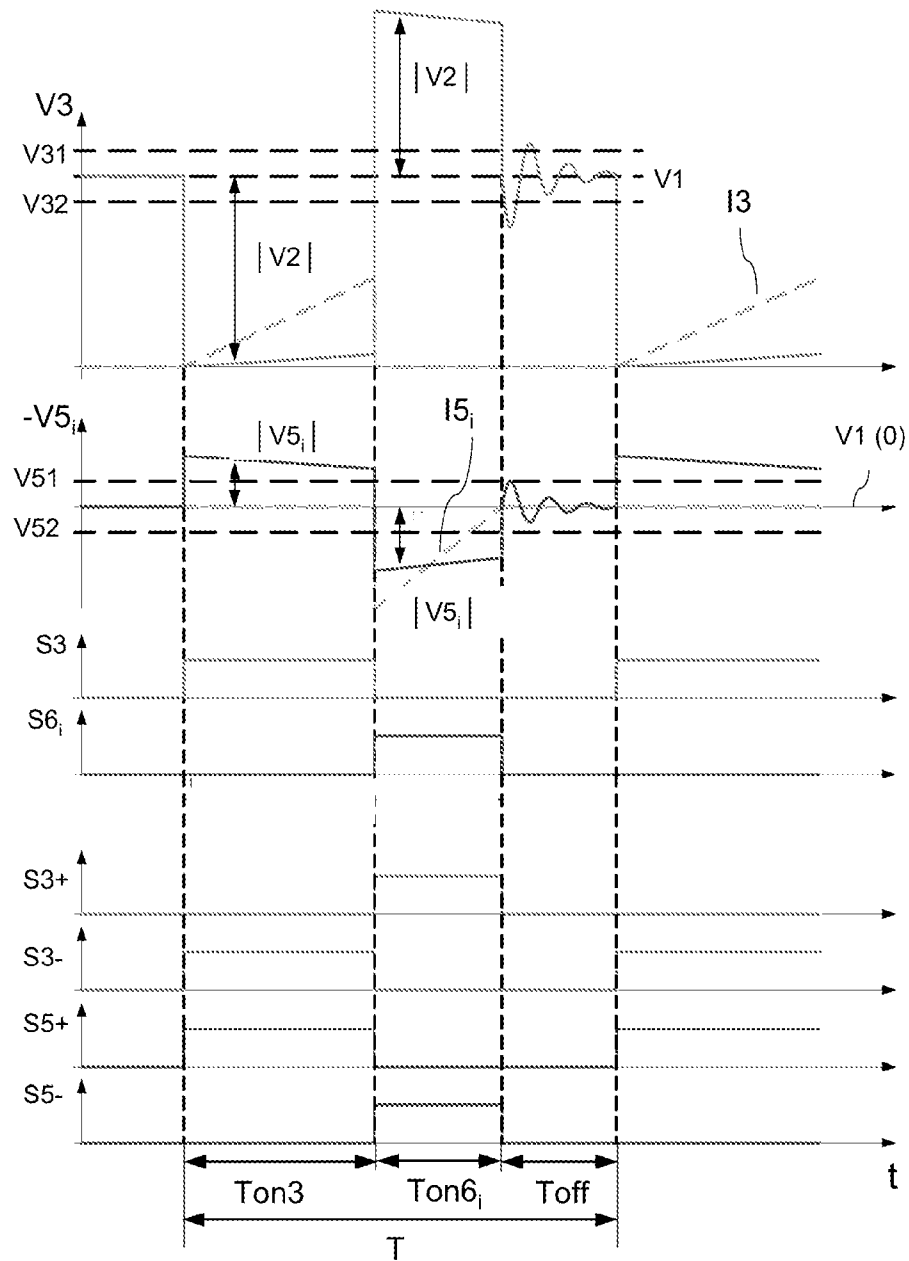 |V2|
V3
V31
V1
V32
I3
|V2|
-V5i
I5i
|V5i|
V1 (0)
V51
V52
|V5i|
S3
S6i
S3+
S3-
S5+
S5-
t
Ton3
Ton6i
Toff
T